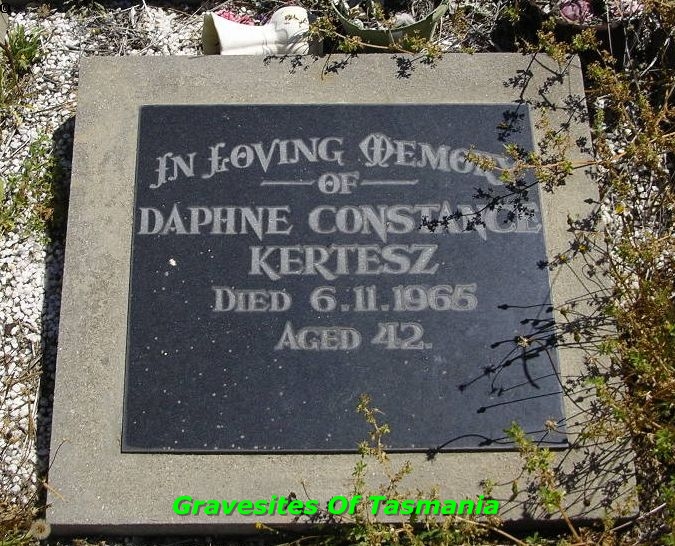 In Loving Memory
OF
DAPHNE CONSTANCE
KERTESZ
DIED 6.11.1965
AGED 42.
Gravesites Of Tasmania